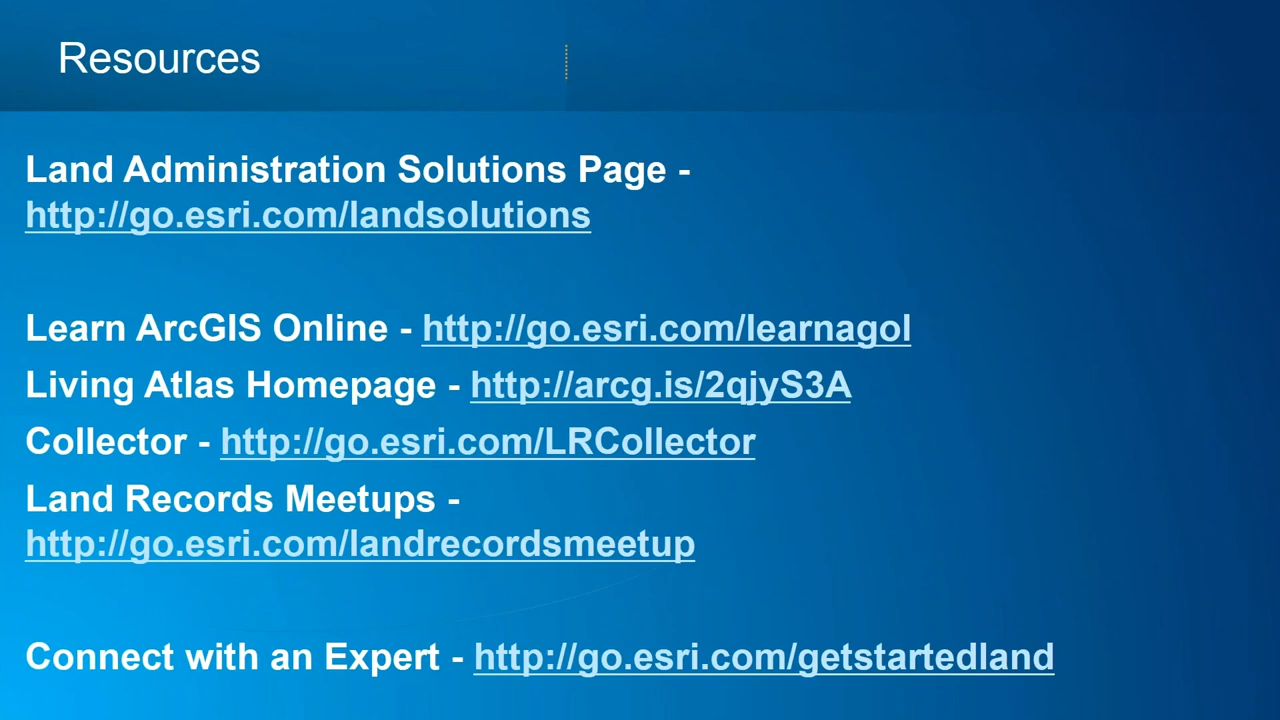 Resources
Land Administration Solutions Page -
http://go.esri.com/landsolutions
Learn ArcGIS Online - http://go.esri.com/learnagol
Living Atlas Homepage - http://arcg.is/2qjyS3A
Collector - http://go.esri.com/LRCollector
Land Records Meetups -
http://go.esri.com/landrecordsmeetup
Connect with an Expert - http://go.esri.com/getstartedland